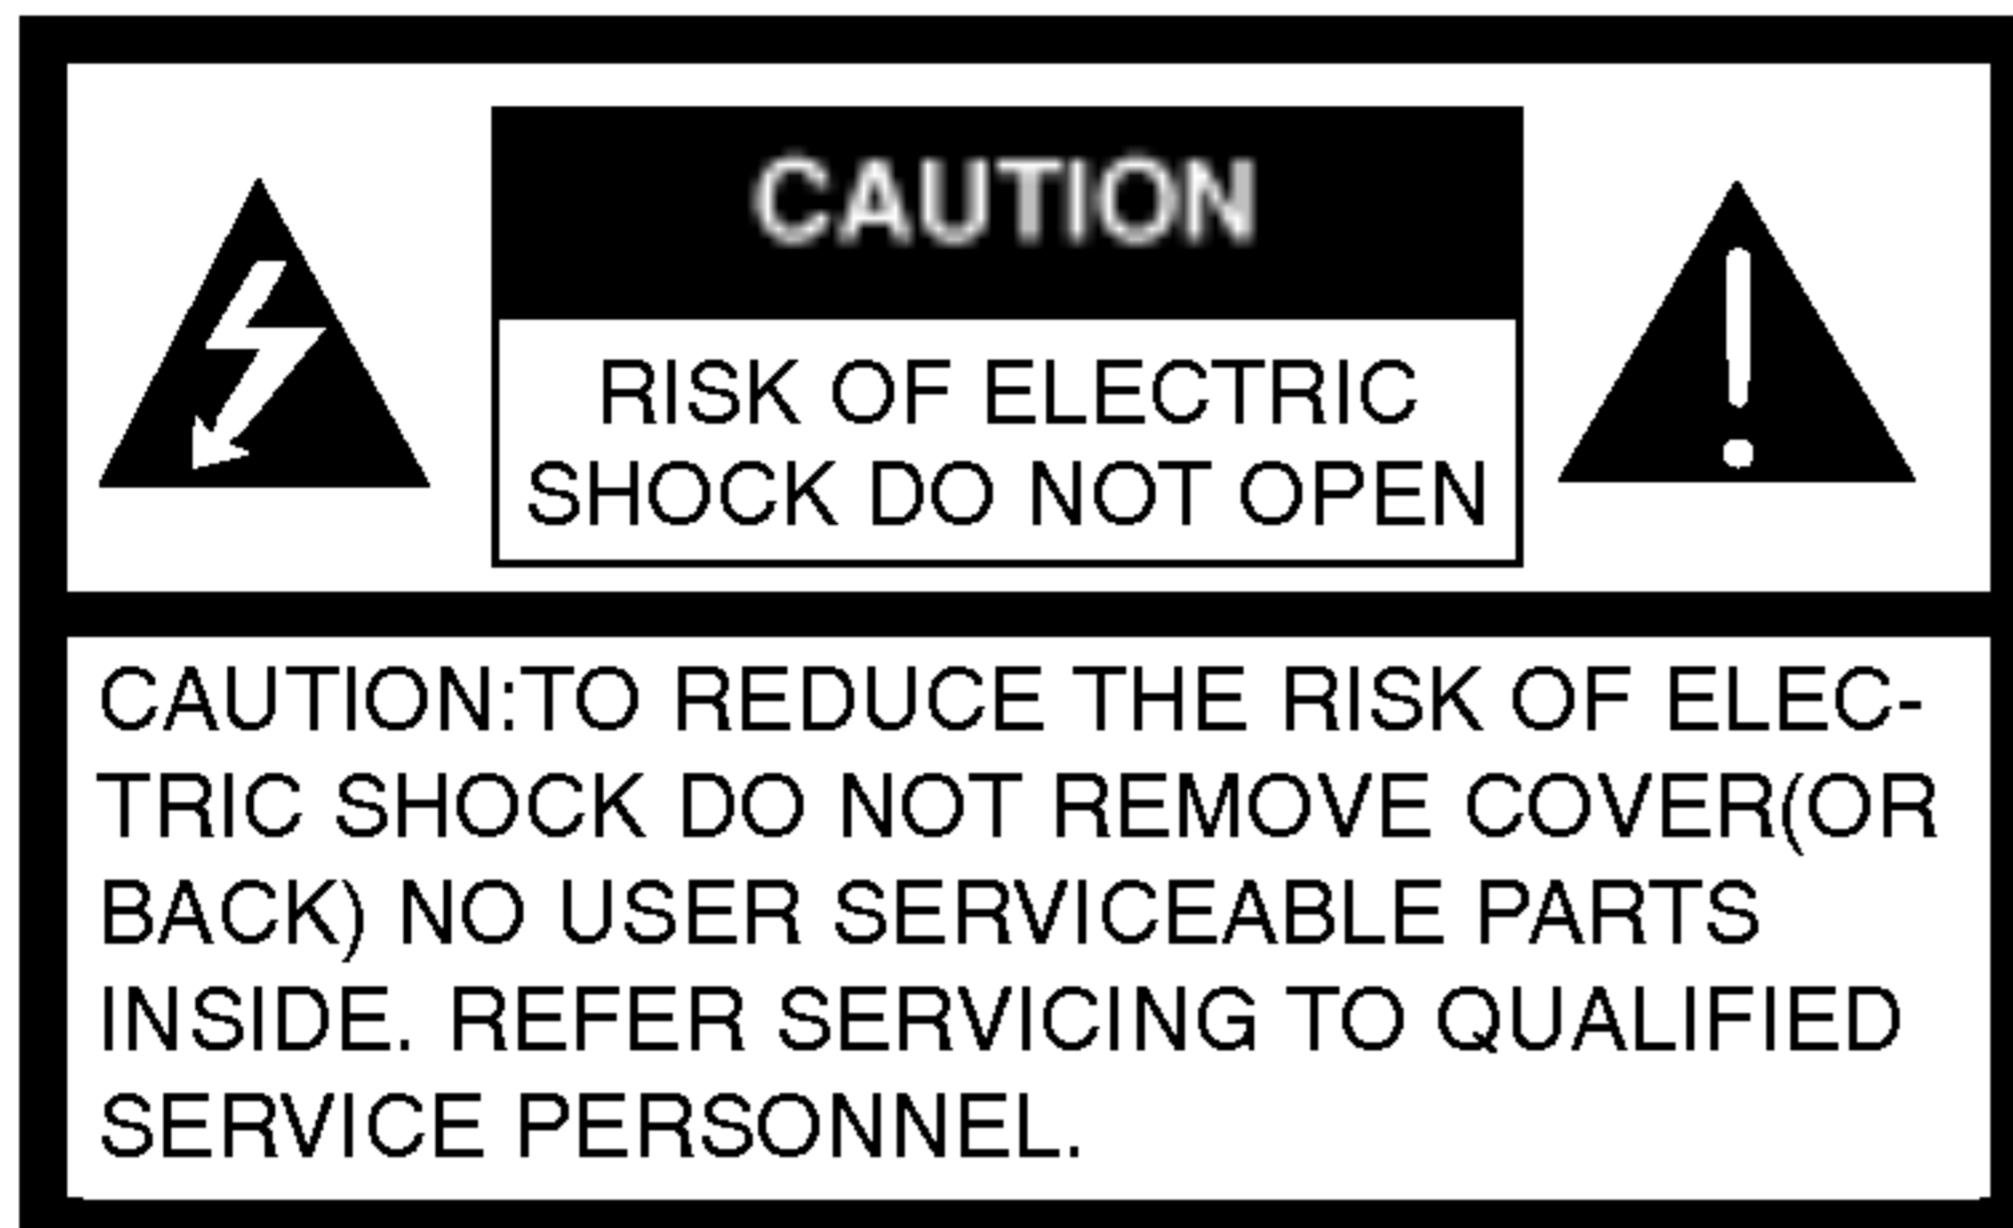 CAUTION
RISK OF ELECTRIC
SHOCK DO NOT OPEN
CAUTION:TO REDUCE THE RISK OF ELEC-
TRIC SHOCK DO NOT REMOVE COVER(OR
BACK) NO USER SERVICEABLE PARTS
INSIDE. REFER SERVICING TO QUALIFIED
SERVICE PERSONNEL.